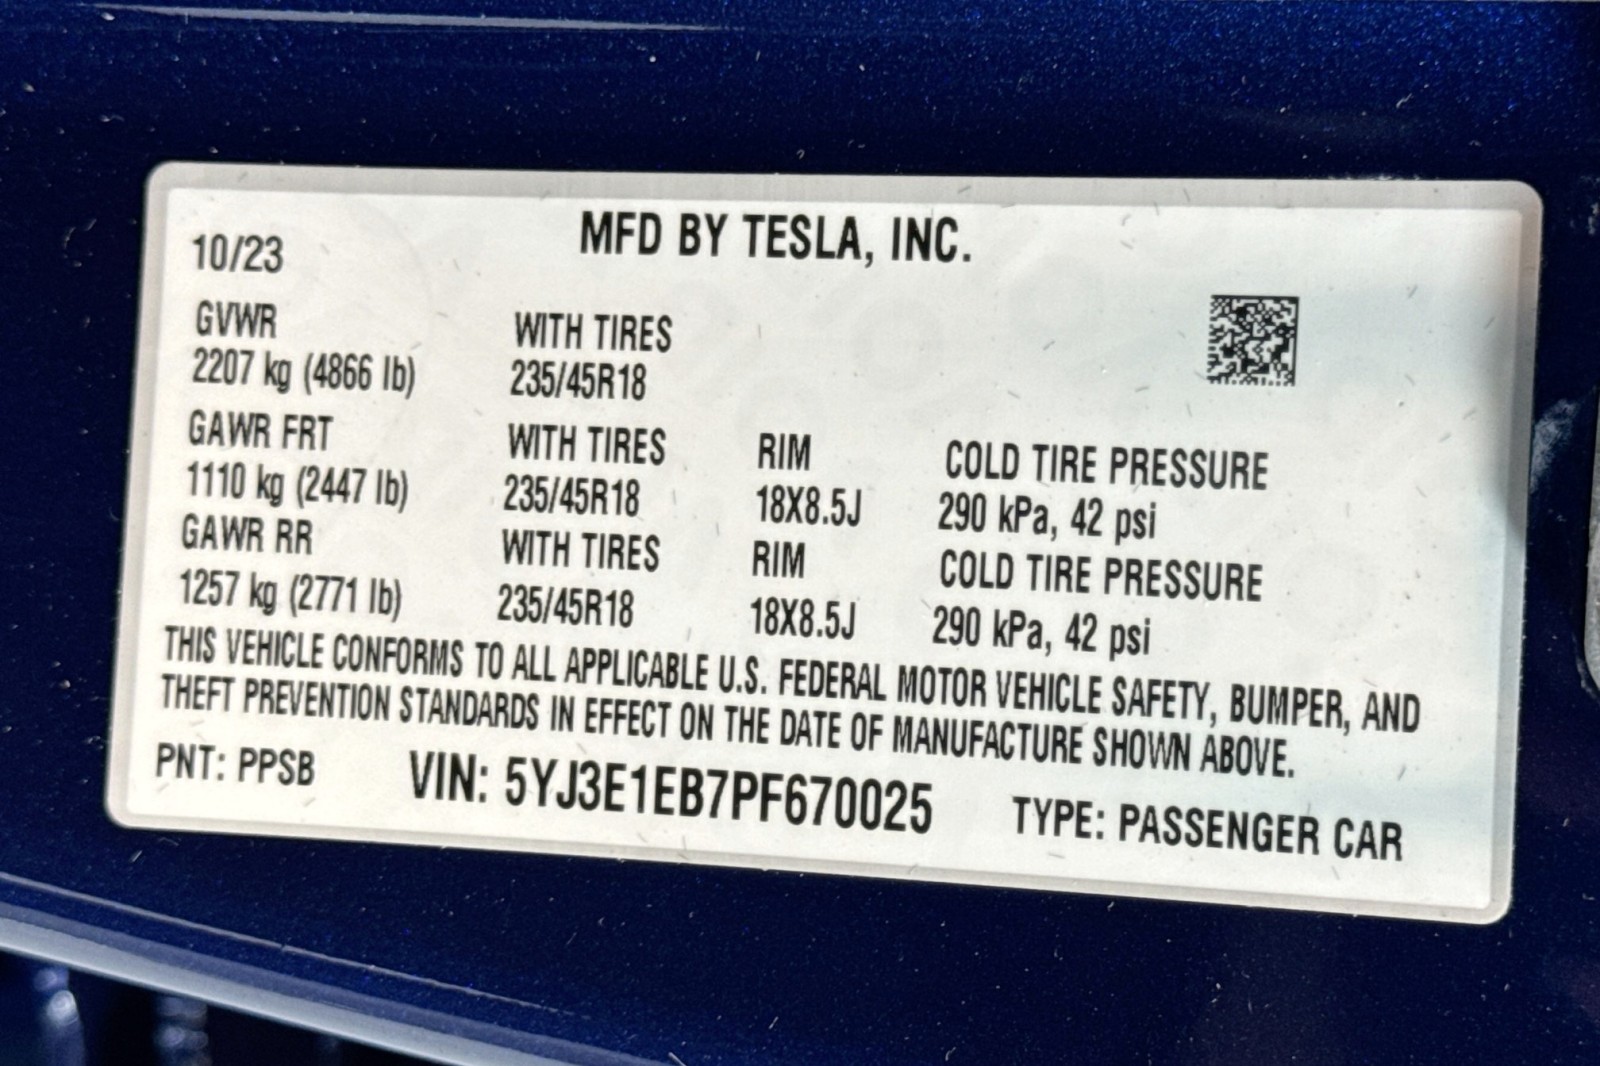 MFD BY TESLA, INC.
10/23
GVWR WITH TIRES
2207 kg (4866 lb) 235/45R18
GAWR FRT WITH TIRES RIM COLD TIRE PRESSURE
1110 kg (2447 lb) 235/45R18 18X8.5J 290 kPa, 42 psi
GAWR RR WITH TIRES RIM COLD TIRE PRESSURE
1257 kg (2771 lb) 235/45R18 18X8.5J 290 kPa, 42 psi
THIS VEHICLE CONFORMS TO ALL APPLICABLE U.S. FEDERAL MOTOR VEHICLE SAFETY, BUMPER, AND
THEFT PREVENTION STANDARDS IN EFFECT ON THE DATE OF MANUFACTURE SHOWN ABOVE.
PNT: PPSB VIN: 5YJ3E1EB7PF670025 TYPE: PASSENGER CAR